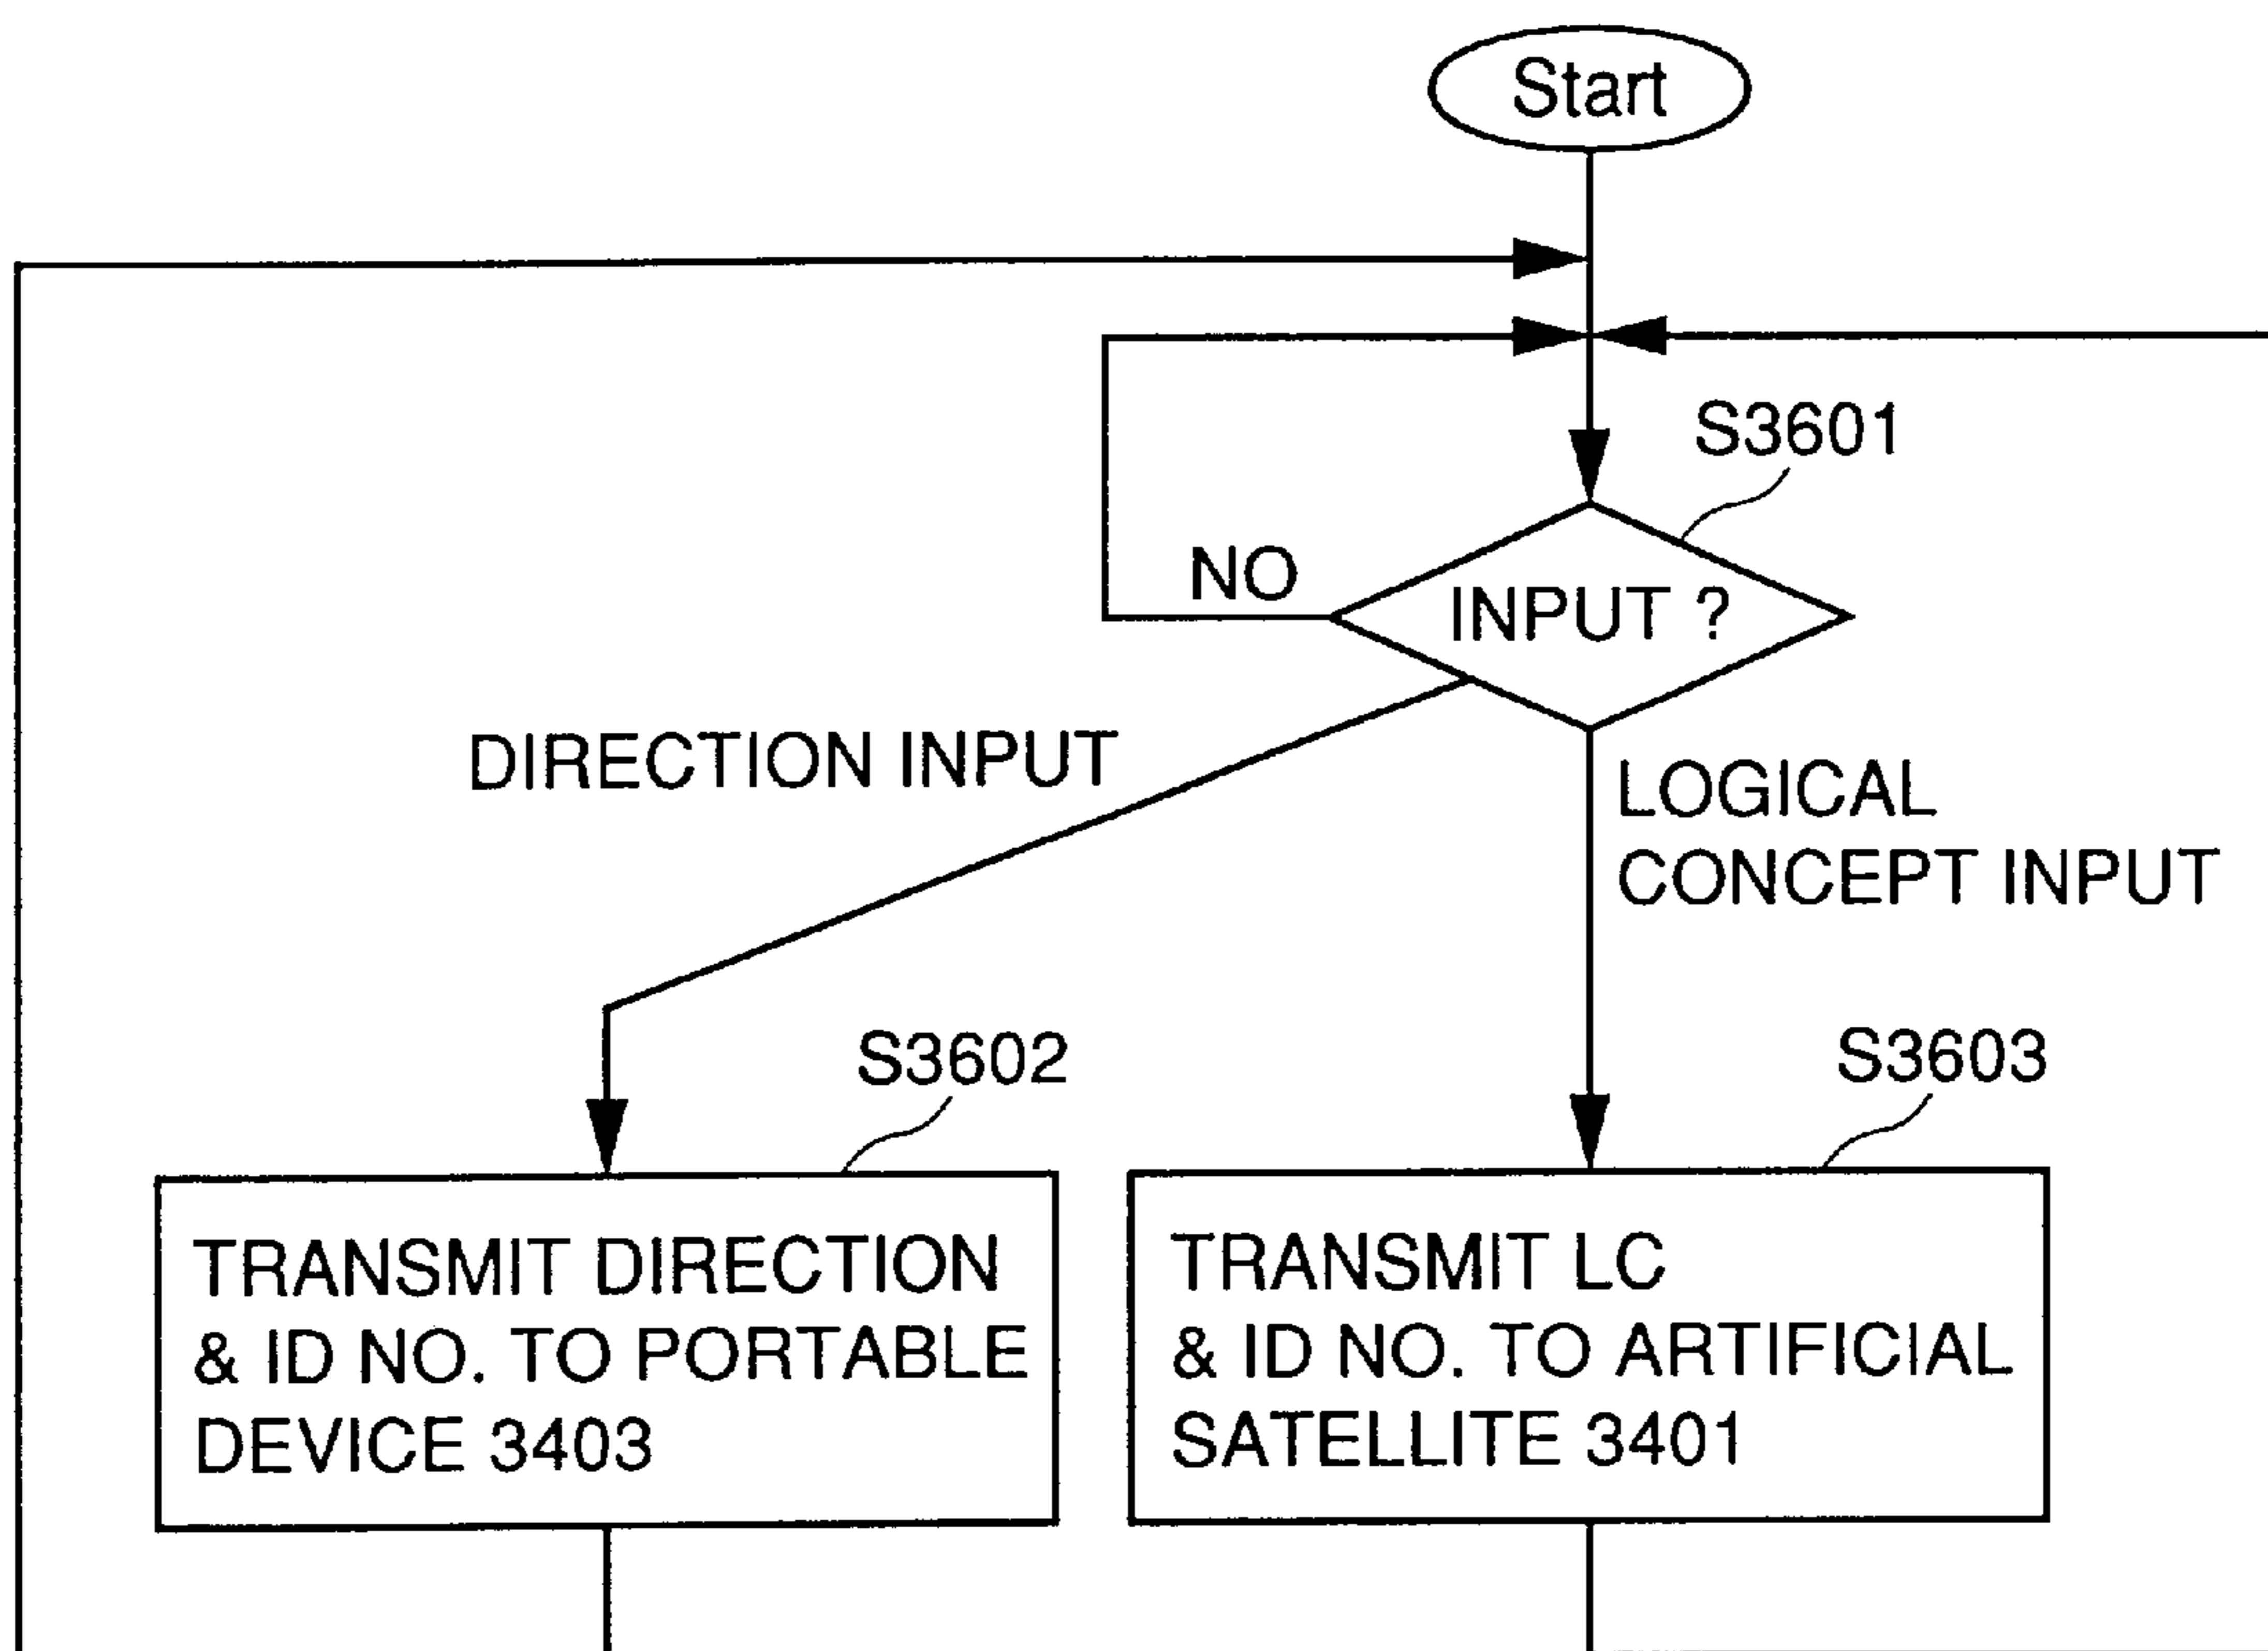 Start
S3601
NO
INPUT ?
DIRECTION INPUT
LOGICAL
CONCEPT INPUT
S3602
S3603
TRANSMIT DIRECTION
& ID NO. TO PORTABLE
DEVICE 3403
TRANSMIT LC
& ID NO. TO ARTIFICIAL
SATELLITE 3401